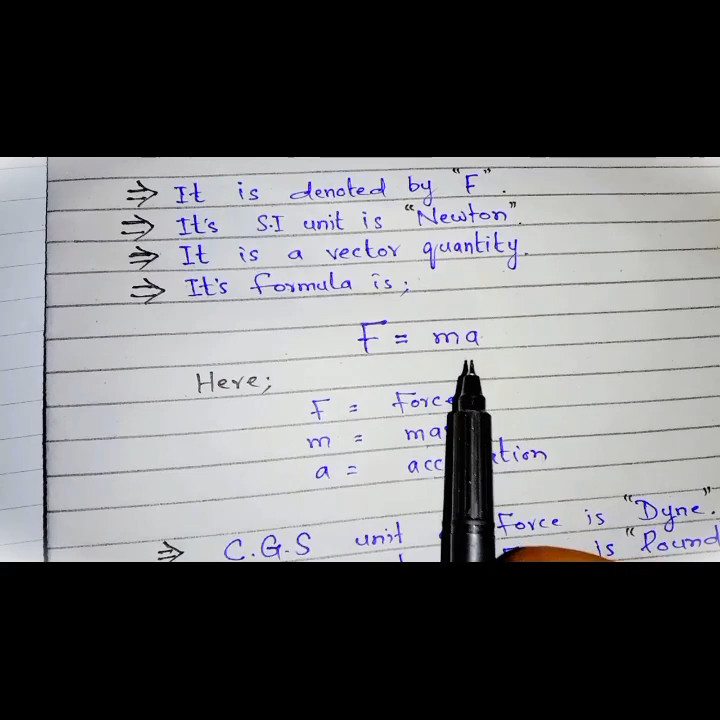 ⇒ It is denoted by "F".
⇒ It's S.I unit is "Newton".
⇒ It is a vector quantity.
⇒ It's formula is;
F = ma
Here;
F = Force
m = ma
a = acc tion
⇒ C.G.S unit Force is "Dyne".
is "Pound